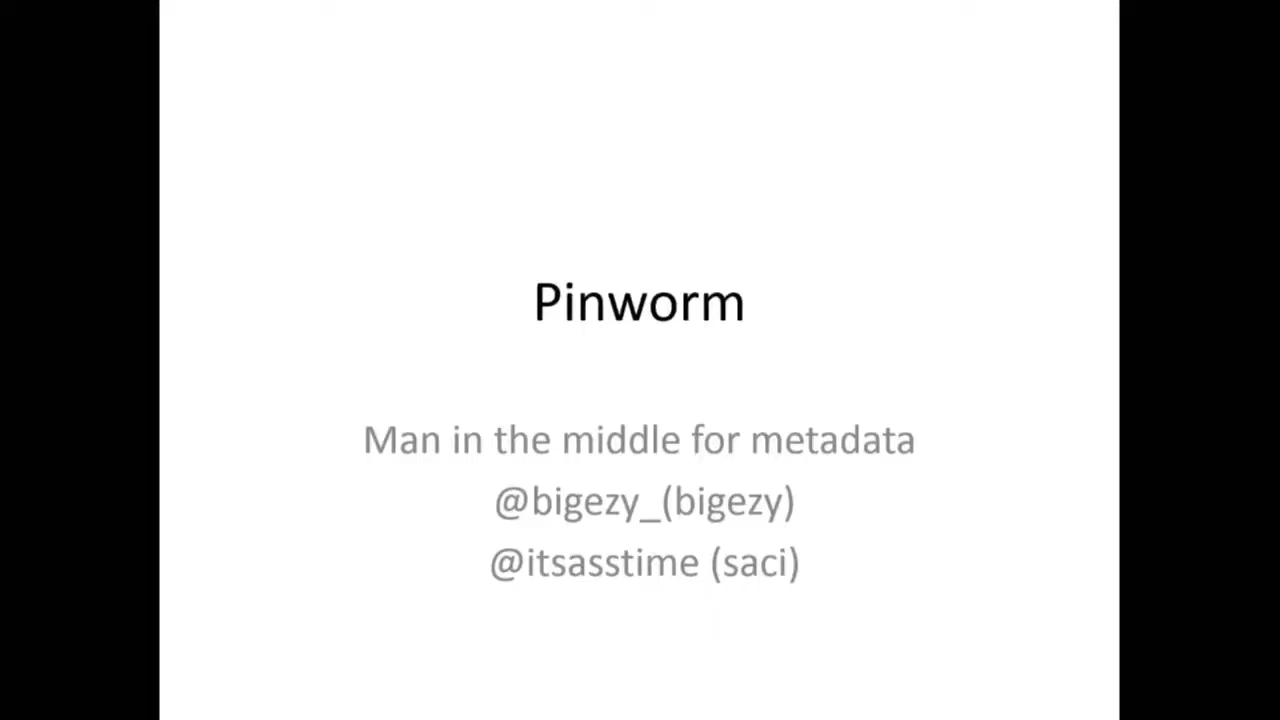 Pinworm
Man in the middle for metadata
@bigezy_(bigezy)
@itsasstime (saci)